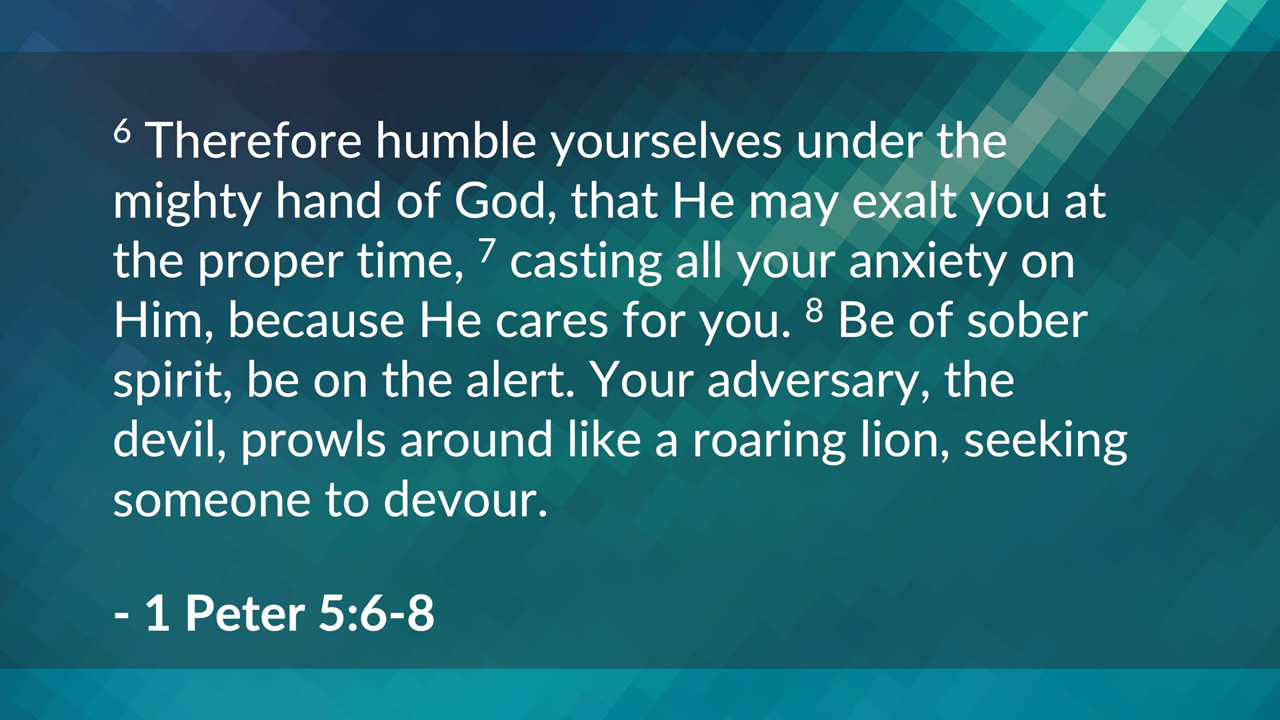 ⁶ Therefore humble yourselves under the
mighty hand of God, that He may exalt you at
the proper time, ⁷ casting all your anxiety on
Him, because He cares for you. ⁸ Be of sober
spirit, be on the alert. Your adversary, the
devil, prowls around like a roaring lion, seeking
someone to devour.
- 1 Peter 5:6-8